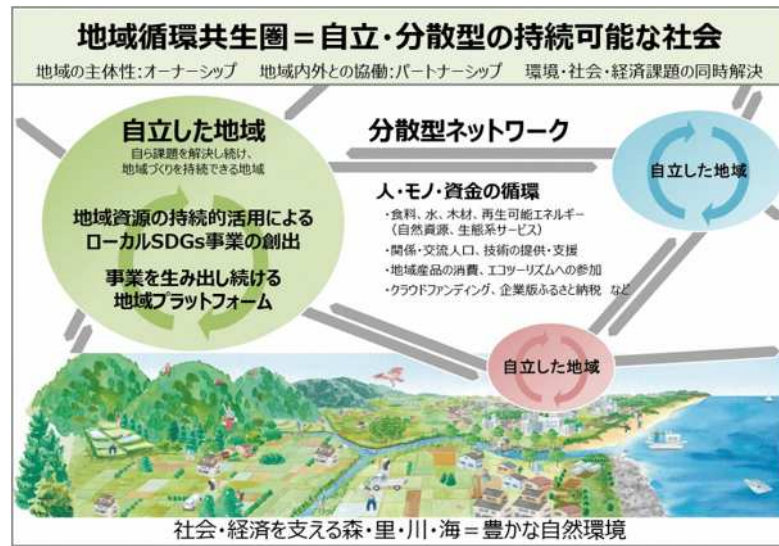 地域循環共生圏＝自立・分散型の持続可能な社会
地域の主体性:オーナーシップ　地域内外との協働:パートナーシップ　環境・社会・経済課題の同時解決
自立した地域
自ら課題を解決し続け、
地域づくりを持続できる地域
地域資源の持続的活用による
ローカルSDGs事業の創出
事業を生み出し続ける
地域プラットフォーム
分散型ネットワーク
人・モノ・資金の循環
・食料、水、木材、再生可能エネルギー
（自然資源、生態系サービス）
・関係・交流人口、技術の提供・支援
・地域産品の消費、エコツーリズムへの参加
・クラウドファンディング、企業版ふるさと納税　など
自立した地域
自立した地域
社会・経済を支える森・里・川・海＝豊かな自然環境